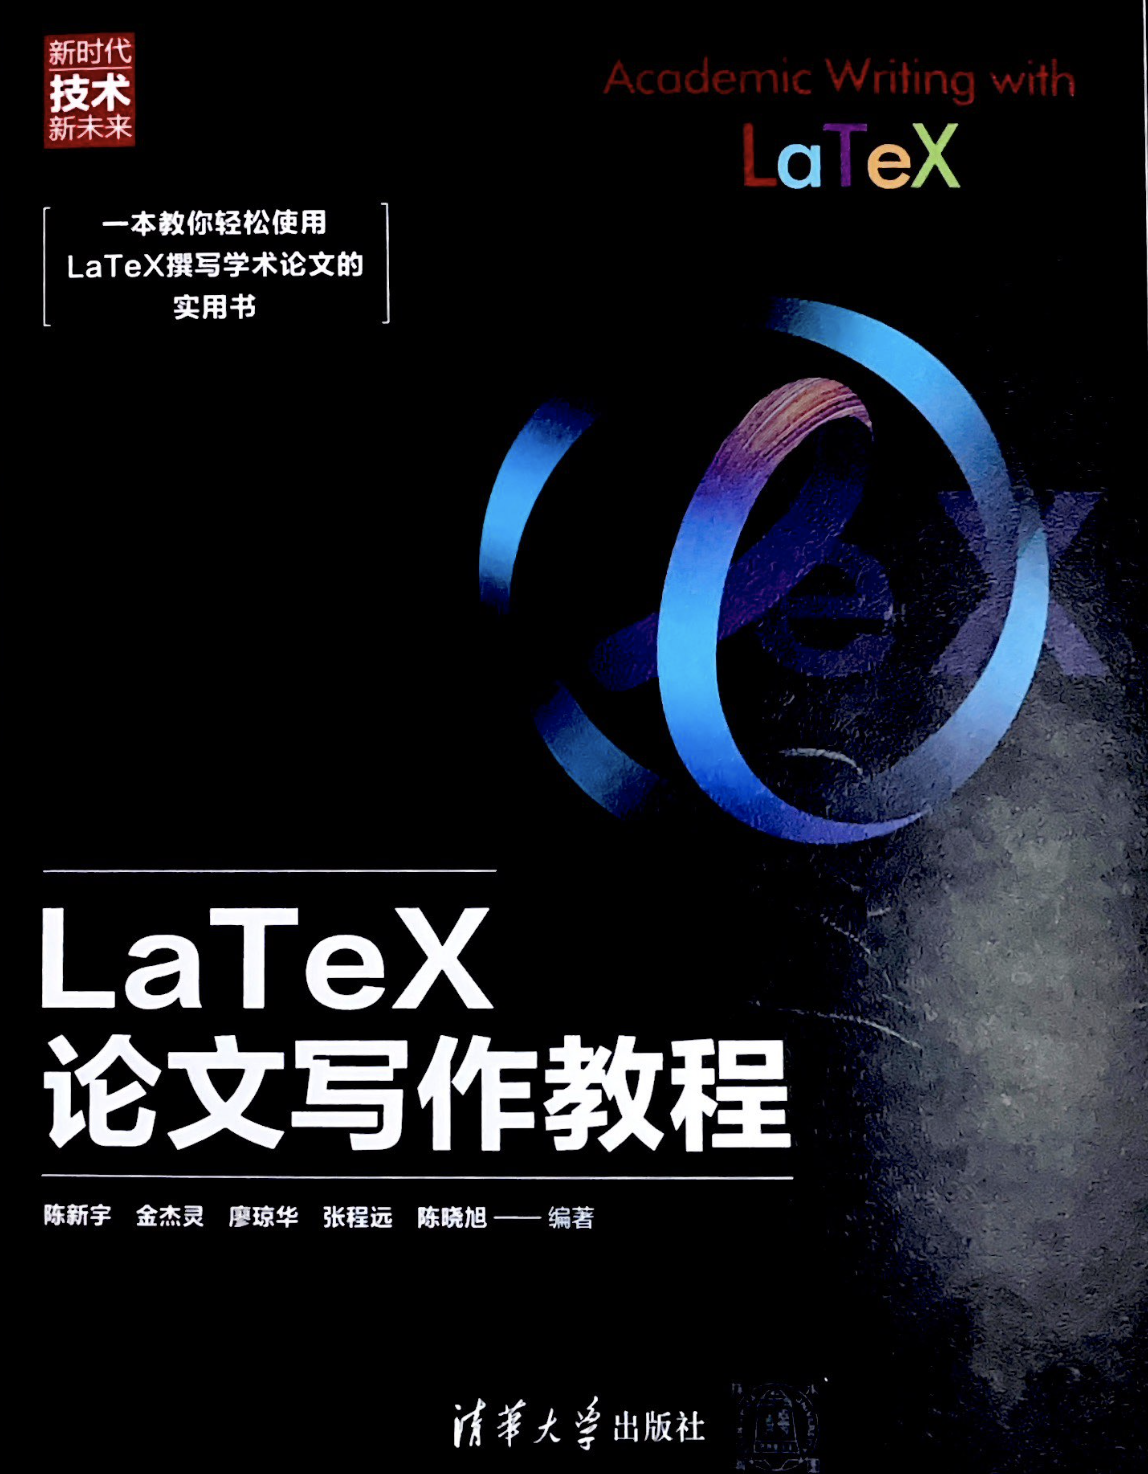 新时代
技术
新未来
Academic Writing with
LaTeX
一本教你轻松使用
LaTeX撰写学术论文的
实用书
eX
LaTeX
论文写作教程
陈新宇 金杰灵 廖琼华 张程远 陈晓旭——编著
清华大学出版社